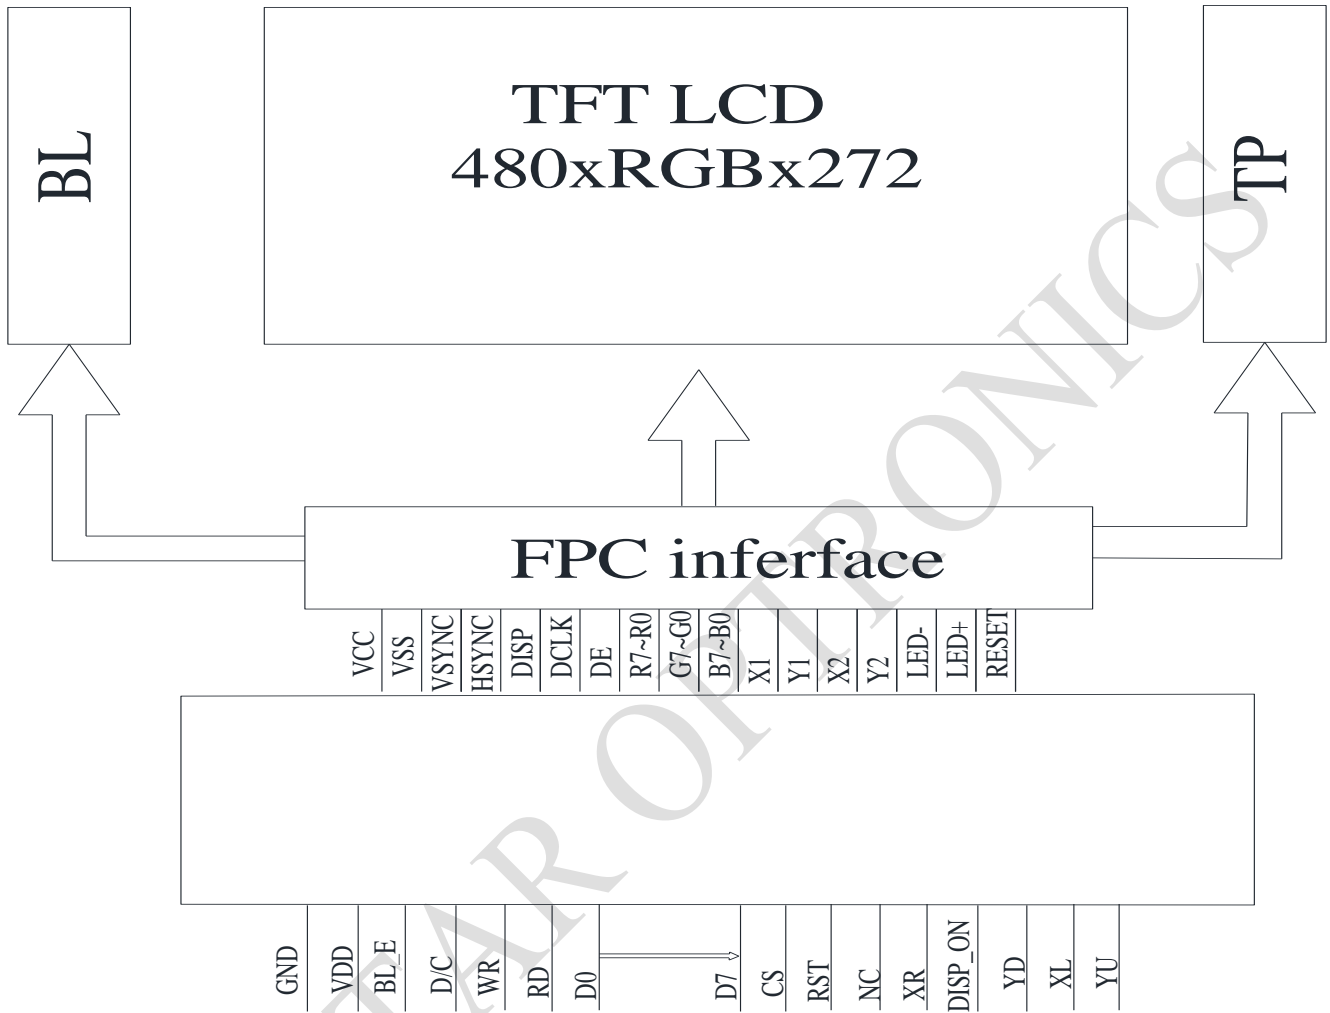 BL
TFT LCD
480xRGBx272
TP
FPC inferface
VCC
VSS
VSYNC
HSYNC
DISP
DCLK
DE
R7~R0
G7~G0
B7~B0
X1
Y1
X2
Y2
LED-
LED+
RESET
GND
VDD
BL_E
D/C
WR
RD
D0
D7
CS
RST
NC
XR
DISP_ON
YD
XL
YU
TAR OPTRONICS